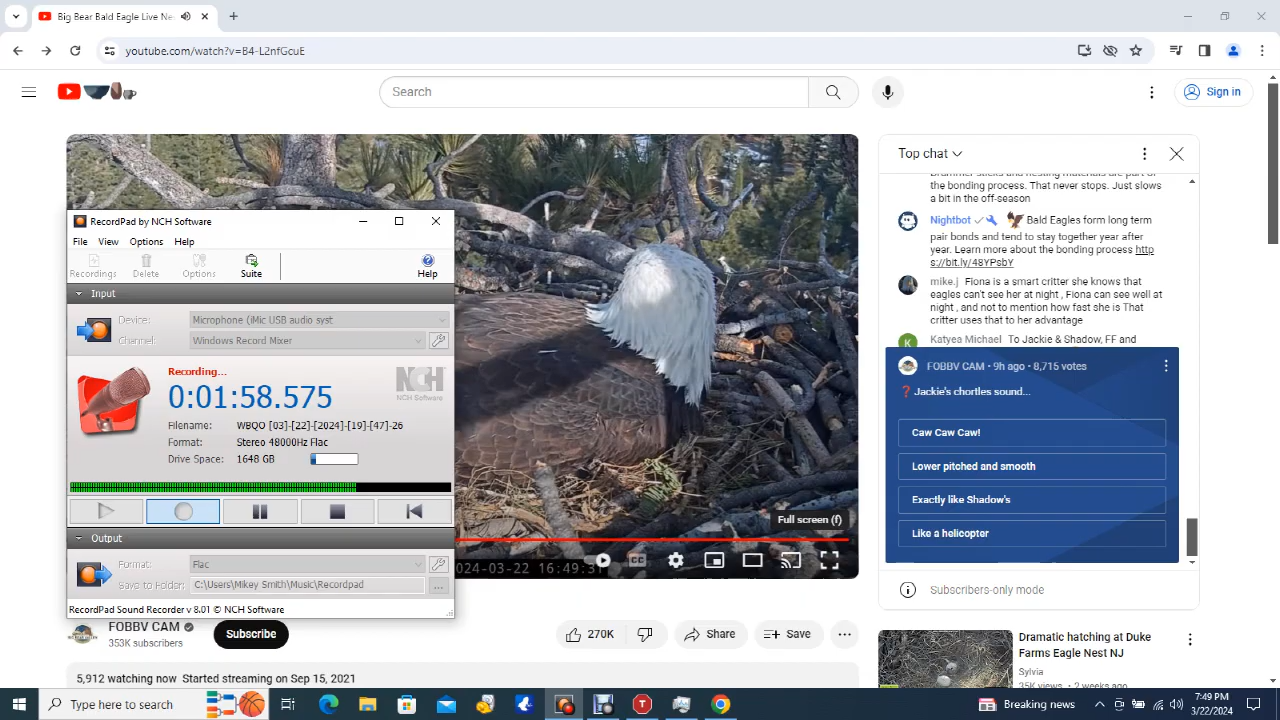 Big Bear Bald Eagle Live Ne
youtube.com/watch?v=B4-L2nfGcuE
Search
Sign in
RecordPad by NCH Software
File View Options Help
Recordings Delete Options Suite Help
Input
Device: Microphone (iMic USB audio syst
Channel: Windows Record Mixer
Recording...
0:01:58.575
NCH
NCH Software
Filename: WBQO [03]-[22]-[2024]-[19]-[47]-26
Format: Stereo 48000Hz Flac
Drive Space: 1648 GB
Output
Format: Flac
Save to Folder: C:\Users\Mikey Smith\Music\Recordpad
...
RecordPad Sound Recorder v 8.01 © NCH Software
Full screen (f)
CC
024-03-22 16:49:31
FOBBV CAM
353K subscribers
Subscribe
270K
Share
Save
5,912 watching now Started streaming on Sep 15, 2021
Top chat
the bonding process. That never stops. Just slows
a bit in the off-season
Nightbot Bald Eagles form long term
pair bonds and tend to stay together year after
year. Learn more about the bonding process http
s://bit.ly/48YPsbY
mike.j Fiona is a smart critter she knows that
eagles can't see her at night , Fiona can see well at
night , and not to mention how fast she is That
critter uses that to her advantage
Katyea Michael To Jackie & Shadow, FF and
FOBBV CAM • 9h ago • 8,715 votes
❓Jackie's chortles sound...
Caw Caw Caw!
Lower pitched and smooth
Exactly like Shadow's
Like a helicopter
Subscribers-only mode
Dramatic hatching at Duke
Farms Eagle Nest NJ
Sylvia
35K views • 2 weeks ago
Type here to search
Breaking news
7:49 PM
3/22/2024